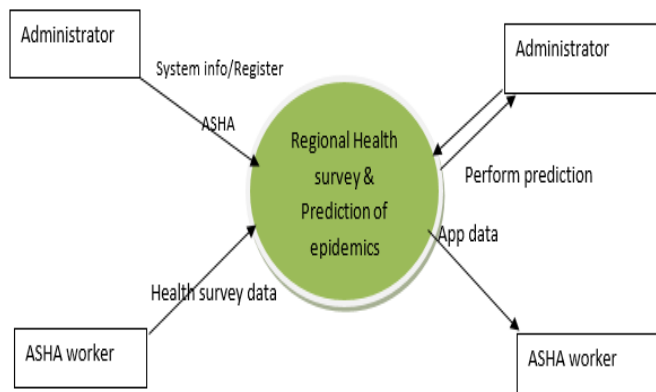 Administrator
System info/Register
ASHA
Administrator
Regional Health
survey &
Prediction of
epidemics
Perform prediction
App data
Health survey data
ASHA worker
ASHA worker